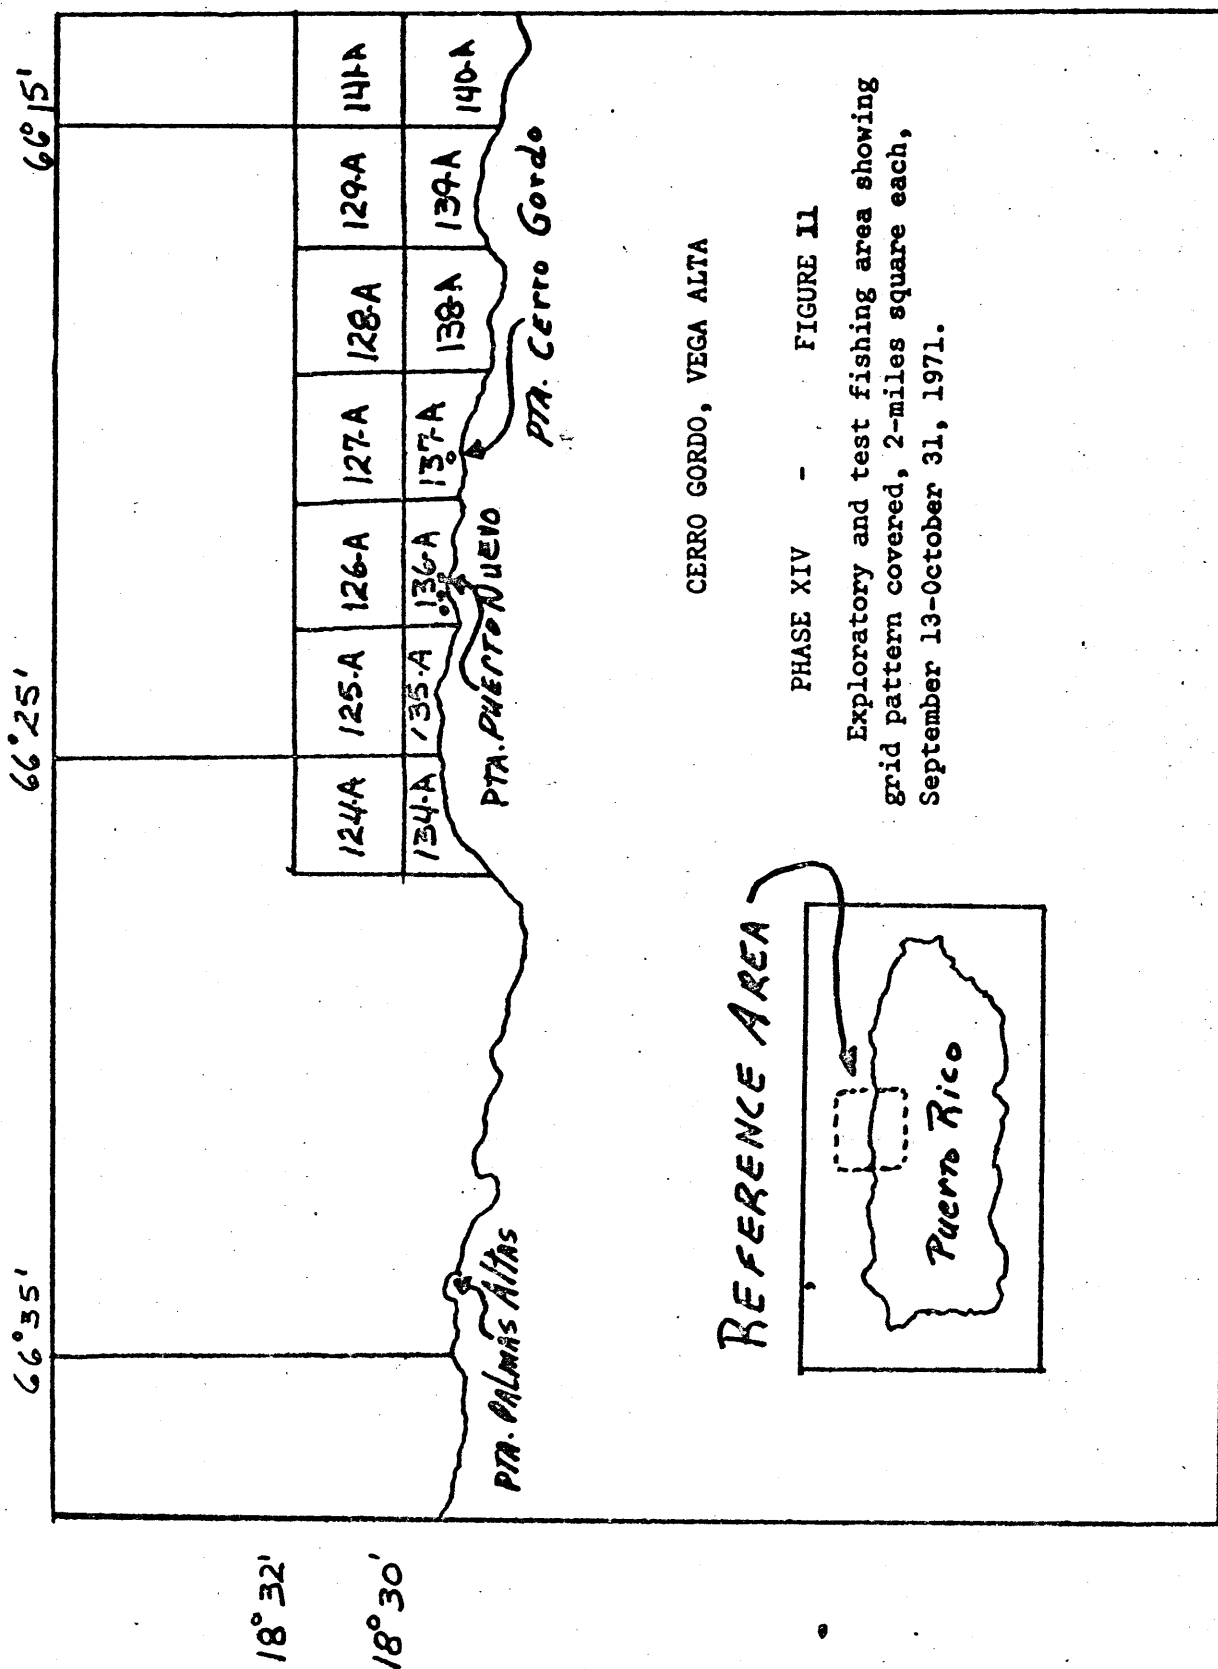 66°35'
66°25'
66°15'
18°32'
18°30'
124-A
125-A
126-A
127-A
128-A
129-A
141-A
134-A
135-A
136-A
137-A
138-A
139-A
140-A
PTA. PALMAS AltAS
PTA. PUERTO NUEVO
PTA. CErro Gordo
CERRO GORDO, VEGA ALTA
PHASE XIV - FIGURE 11
Exploratory and test fishing area showing
grid pattern covered, 2-miles square each,
September 13-October 31, 1971.
REFERENCE AREA
Puerto Rico